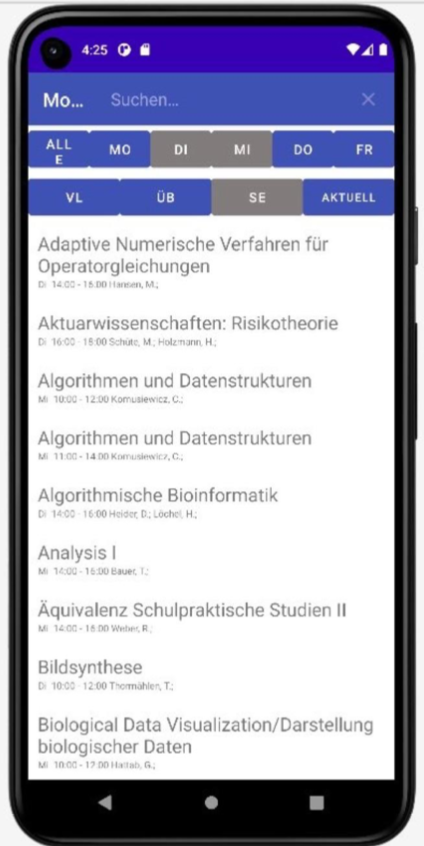 4:25
Mo... Suchen... ×
ALL
E MO DI MI DO FR
VL ÜB SE AKTUELL
Adaptive Numerische Verfahren für
Operatorgleichungen
Di 14:00 - 16:00 Hansen, M.;
Aktuarwissenschaften: Risikotheorie
Di 16:00 - 18:00 Schüte, M.; Holzmann, H.;
Algorithmen und Datenstrukturen
Mi 10:00 - 12:00 Komusiewicz, C.;
Algorithmen und Datenstrukturen
Mi 11:00 - 14:00 Komusiewicz, C.;
Algorithmische Bioinformatik
Di 14:00 - 16:00 Heider, D.; Löchel, H.;
Analysis I
Mi 14:00 - 16:00 Bauer, T.;
Äquivalenz Schulpraktische Studien II
Mi 14:00 - 16:00 Weber, R.;
Bildsynthese
Di 10:00 - 12:00 Thormählen, T.;
Biological Data Visualization/Darstellung
biologischer Daten
Mi 10:00 - 12:00 Hattab, G.;